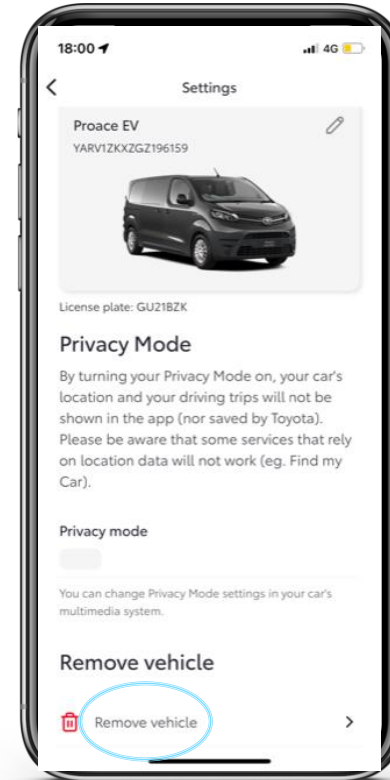 18:00 4G
Settings
Proace EV
YARV1ZKXZGZ196159
License plate: GU21BZK
Privacy Mode
By turning your Privacy Mode on, your car's
location and your driving trips will not be
shown in the app (nor saved by Toyota).
Please be aware that some services that rely
on location data will not work (eg. Find my
Car).
Privacy mode
You can change Privacy Mode settings in your car's
multimedia system.
Remove vehicle
Remove vehicle